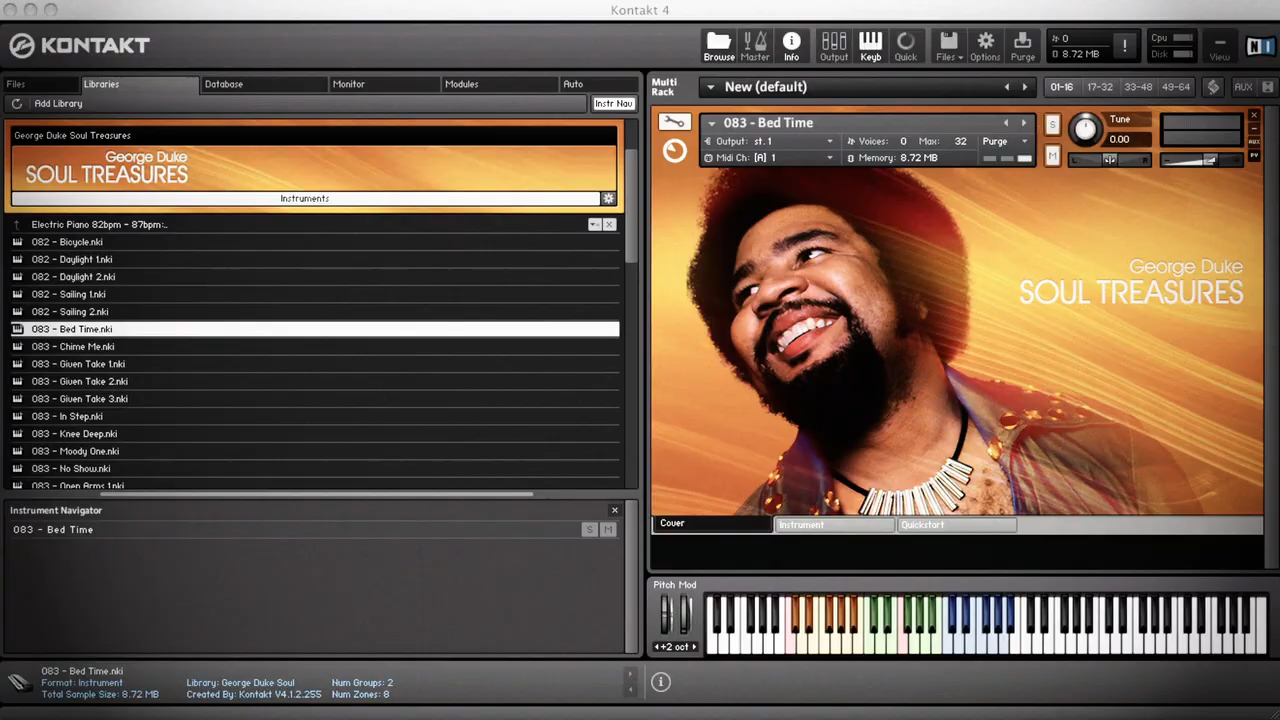 Kontakt 4
KONTAKT
Browse Master Info Output Keyb Quick Files Options Purge
0
8.72 MB
!
Cpu
Disk
View
Files Libraries Database Monitor Modules Auto
Add Library
Instr Nav
George Duke Soul Treasures
George Duke
SOUL TREASURES
Instruments
Electric Piano 82bpm - 87bpm:..
082 - Bicycle.nki
082 - Daylight 1.nki
082 - Daylight 2.nki
082 - Sailing 1.nki
082 - Sailing 2.nki
083 - Bed Time.nki
083 - Chime Me.nki
083 - Given Take 1.nki
083 - Given Take 2.nki
083 - Given Take 3.nki
083 - In Step.nki
083 - Knee Deep.nki
083 - Moody One.nki
083 - No Show.nki
083 - Open Arms 1.nki
Instrument Navigator
083 - Bed Time
S M
083 - Bed Time.nki
Format: Instrument
Total Sample Size: 8.72 MB
Library: George Duke Soul
Created By: Kontakt V4.1.2.255
Num Groups: 2
Num Zones: 8
Multi
Rack
New (default)
01-16 17-32 33-48 49-64
AUX
083 - Bed Time
Output: st.1 Voices: 0 Max: 32 Purge
Midi Ch: [A] 1 Memory: 8.72 MB
S
M
Tune
0.00
L R
AUX
PV
George Duke
SOUL TREASURES
Cover Instrument Quickstart
Pitch Mod
+2 oct